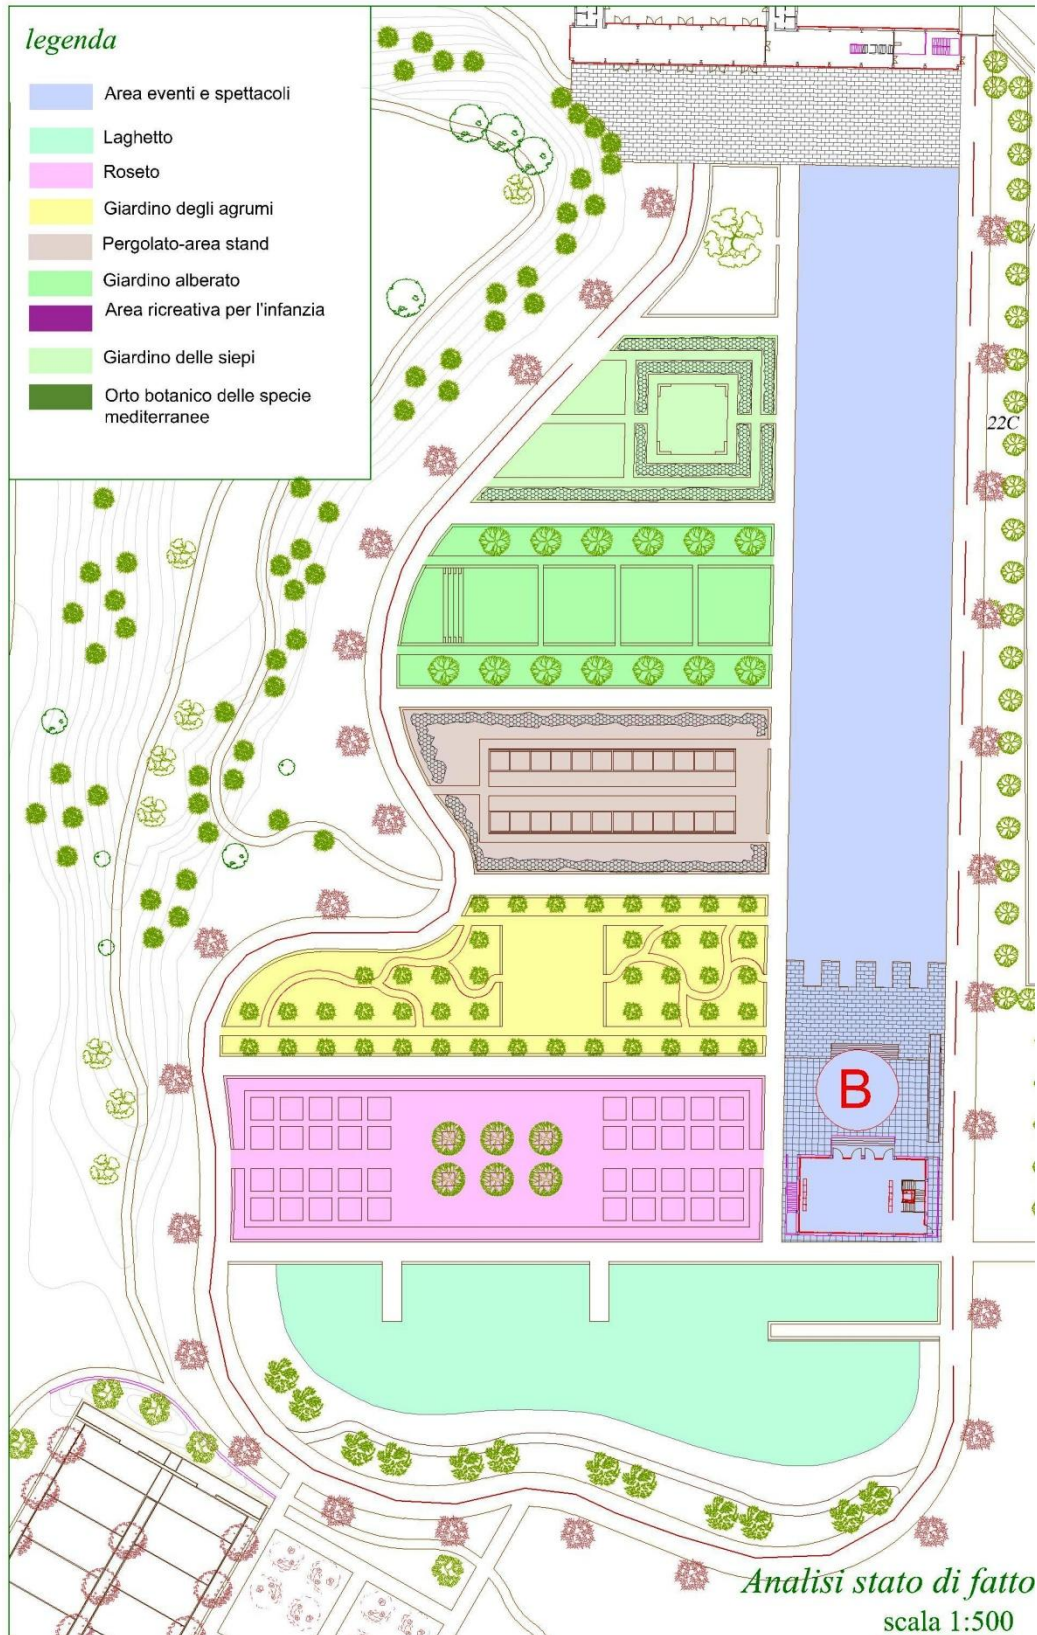 legenda
Area eventi e spettacoli
Laghetto
Roseto
Giardino degli agrumi
Pergolato-area stand
Giardino alberato
Area ricreativa per l'infanzia
Giardino delle siepi
Orto botanico delle specie
mediterranee
22C
B
Analisi stato di fatto
scala 1:500